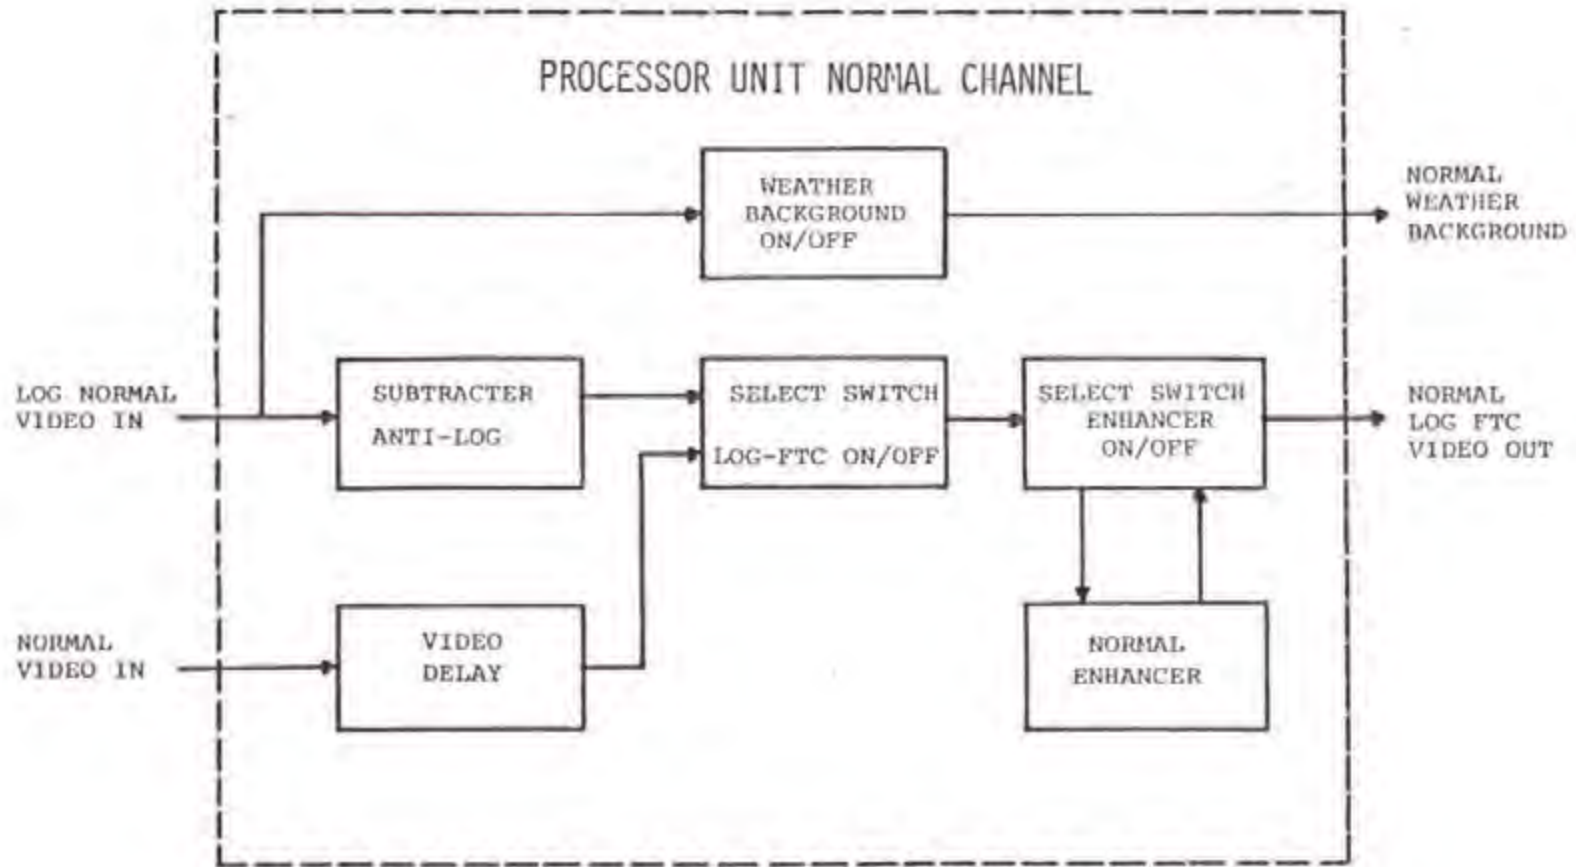 PROCESSOR UNIT NORMAL CHANNEL
WEATHER
BACKGROUND
ON/OFF
NORMAL
WEATHER
BACKGROUND
LOG NORMAL
VIDEO IN
SUBTRACTER
ANTI-LOG
SELECT SWITCH
LOG-FTC ON/OFF
SELECT SWITCH
ENHANCER
ON/OFF
NORMAL
LOG FTC
VIDEO OUT
NORMAL
VIDEO IN
VIDEO
DELAY
NORMAL
ENHANCER